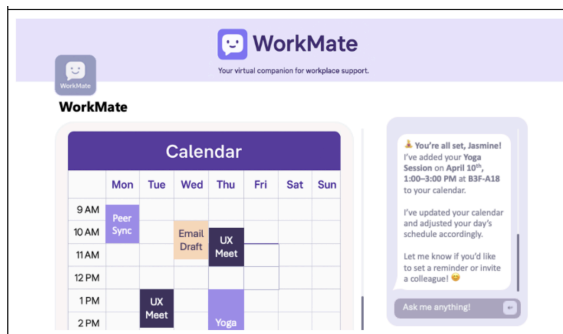 WorkMate
Your virtual companion for workplace support.
WorkMate
WorkMate
Calendar
Mon Tue Wed Thu Fri Sat Sun
9 AM
Peer
Sync
10 AM
Email
Draft
UX
Meet
11 AM
12 PM
1 PM
UX
Meet
2 PM
Yoga
You're all set, Jasmine!
I've added your Yoga
Session on April 10th,
1:00–3:00 PM at B3F-A18
to your calendar.
I've updated your calendar
and adjusted your day's
schedule accordingly.
Let me know if you'd like
to set a reminder or invite
a colleague! 😊
Ask me anything!